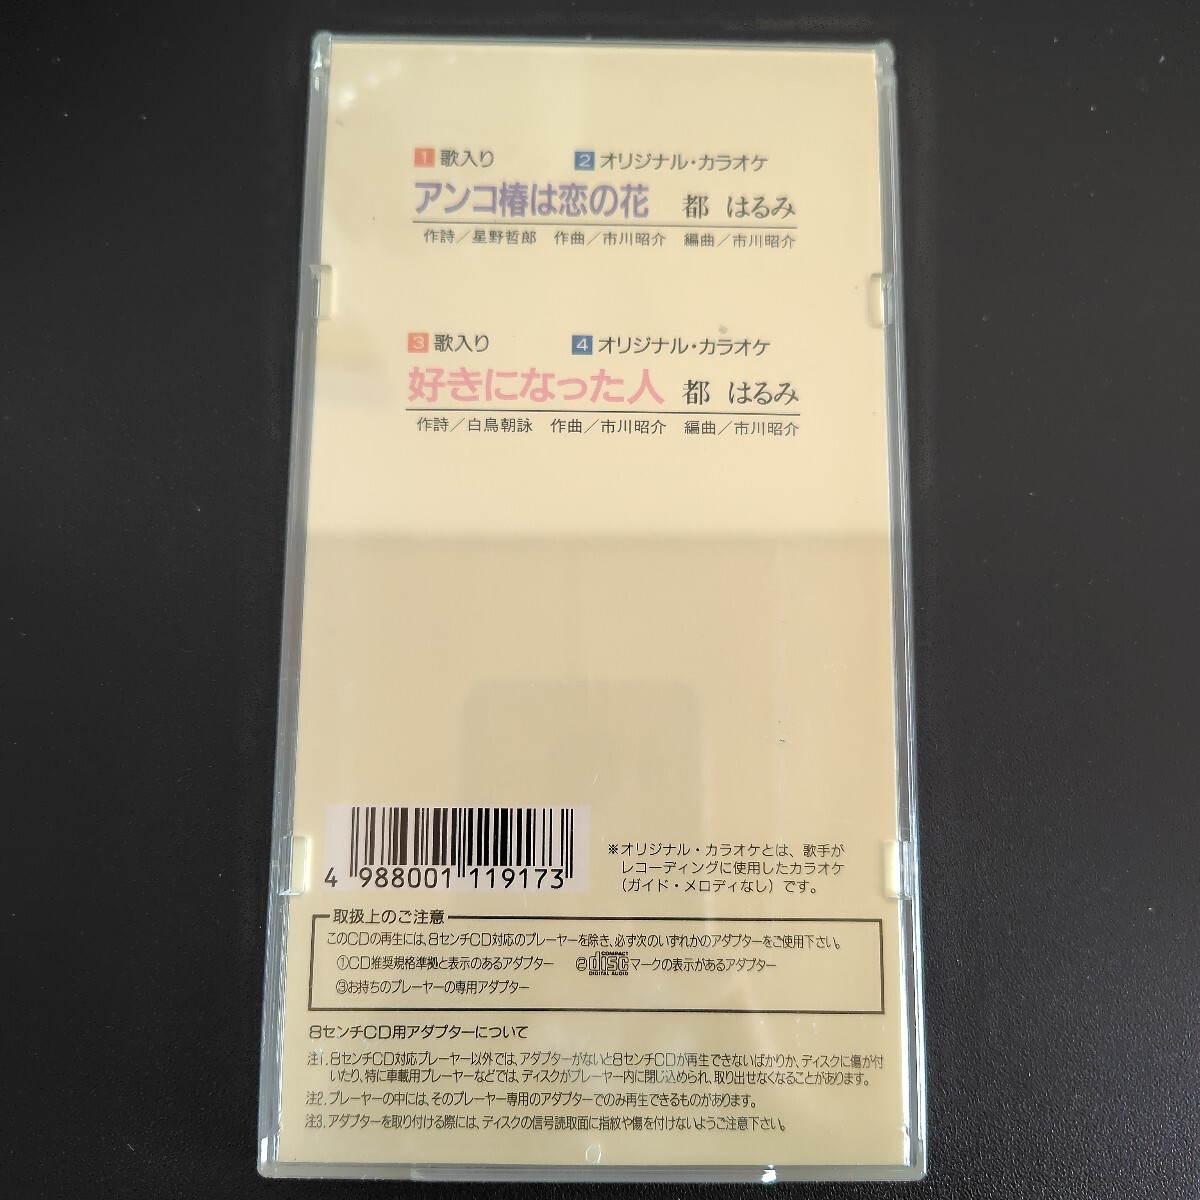 1 歌入り 2 オリジナル・カラオケ
アンコ椿は恋の花 都 はるみ
作詩／星野哲郎 作曲／市川昭介 編曲／市川昭介
3 歌入り 4 オリジナル・カラオケ
好きになった人 都 はるみ
作詩／白鳥朝詠 作曲／市川昭介 編曲／市川昭介
4 988001 119173
※オリジナル・カラオケとは、歌手が
レコーディングに使用したカラオケ
（ガイド・メロディなし）です。
取扱上のご注意
このCDの再生には、8センチCD対応のプレーヤーを除き、必ず次のいずれかのアダプターをご使用下さい。
①CD推奨規格準拠と表示のあるアダプター ②COMPACT disc DIGITAL AUDIO マークの表示があるアダプター
③お持ちのプレーヤーの専用アダプター
8センチCD用アダプターについて
注1. 8センチCD対応プレーヤー以外では、アダプターがないと8センチCDが再生できないばかりか、ディスクに傷が付
いたり、特に車載用プレーヤーなどでは、ディスクがプレーヤー内に閉じ込められ、取り出せなくなることがあります。
注2. プレーヤーの中には、そのプレーヤー専用のアダプターでのみ再生できるものがあります。
注3. アダプターを取り付ける際には、ディスクの信号読取面に指紋や傷を付けないようご注意下さい。